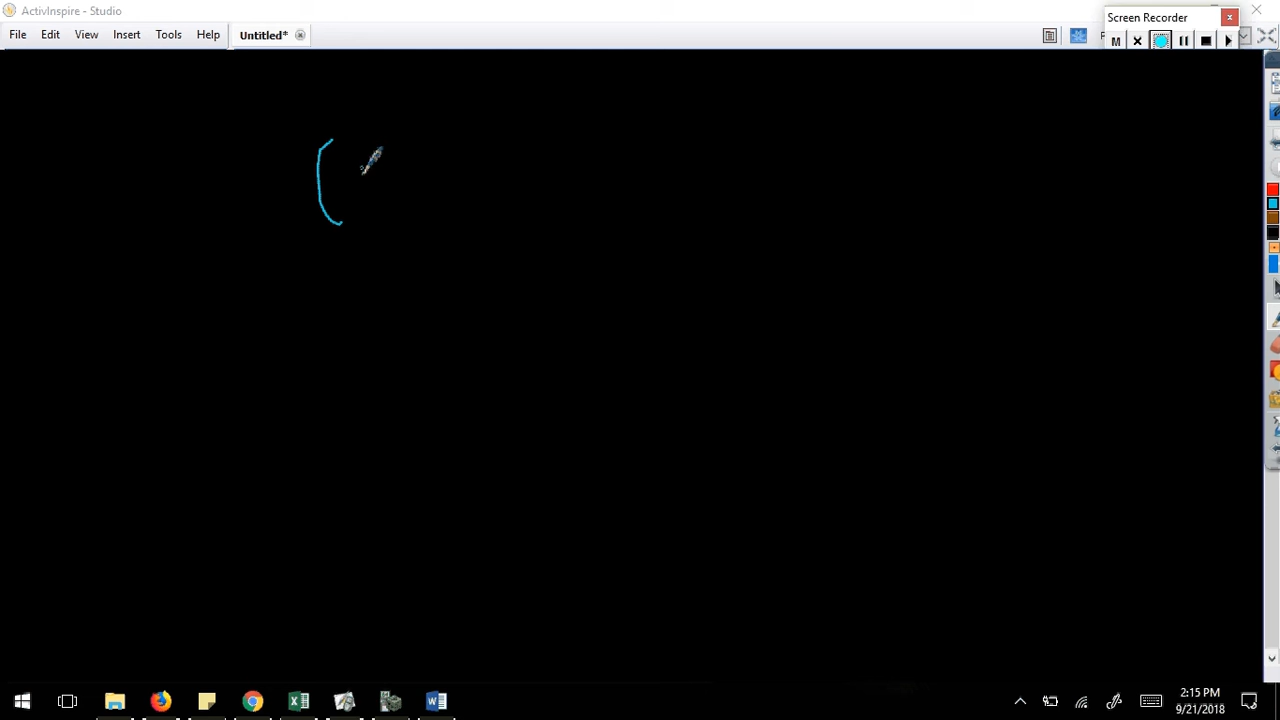 ActivInspire - Studio
Screen Recorder
File Edit View Insert Tools Help Untitled*
M
(
2:15 PM
9/21/2018